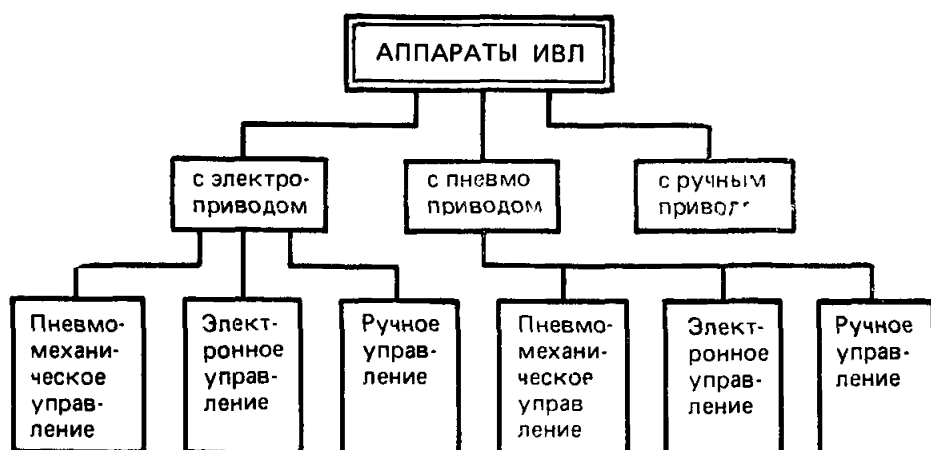 АППАРАТЫ ИВЛ
с электро-
приводом
с пневмо
приводом
с ручным
Пневмо-
механи-
ческое
управ-
ление
Элект-
ронное
управ-
ление
Ручное
управ-
ление
Пневмо-
механи-
ческое
управ
ление
Элект-
ронное
управ-
ление
Ручное
управ-
ление